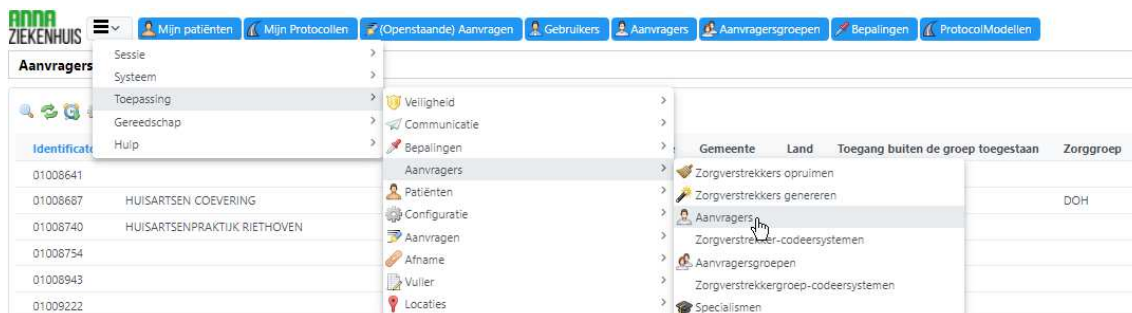 ANNA
ZIEKENHUIS
Mijn patiënten
Mijn Protocollen
(Openstaande) Aanvragen
Gebruikers
Aanvragers
Aanvragersgroepen
Bepalingen
ProtocolModellen
Aanvragers
Sessie
Systeem
Toepassing
Gereedschap
Hulp
Veiligheid
Communicatie
Bepalingen
Aanvragers
Patiënten
Configuratie
Aanvragen
Afname
Vuller
Locaties
Zorgverstrekkers opruimen
Zorgverstrekkers genereren
Aanvragers
Zorgverstrekker-codeersystemen
Aanvragersgroepen
Zorgverstrekkergroep-codeersystemen
Specialismen
Identificato Gemeente Land Toegang buiten de groep toegestaan Zorggroep
01008641
01008687 HUISARTSEN COEVERING DOH
01008740 HUISARTSENPRAKTIJK RIETHOVEN
01008754
01008943
01009222